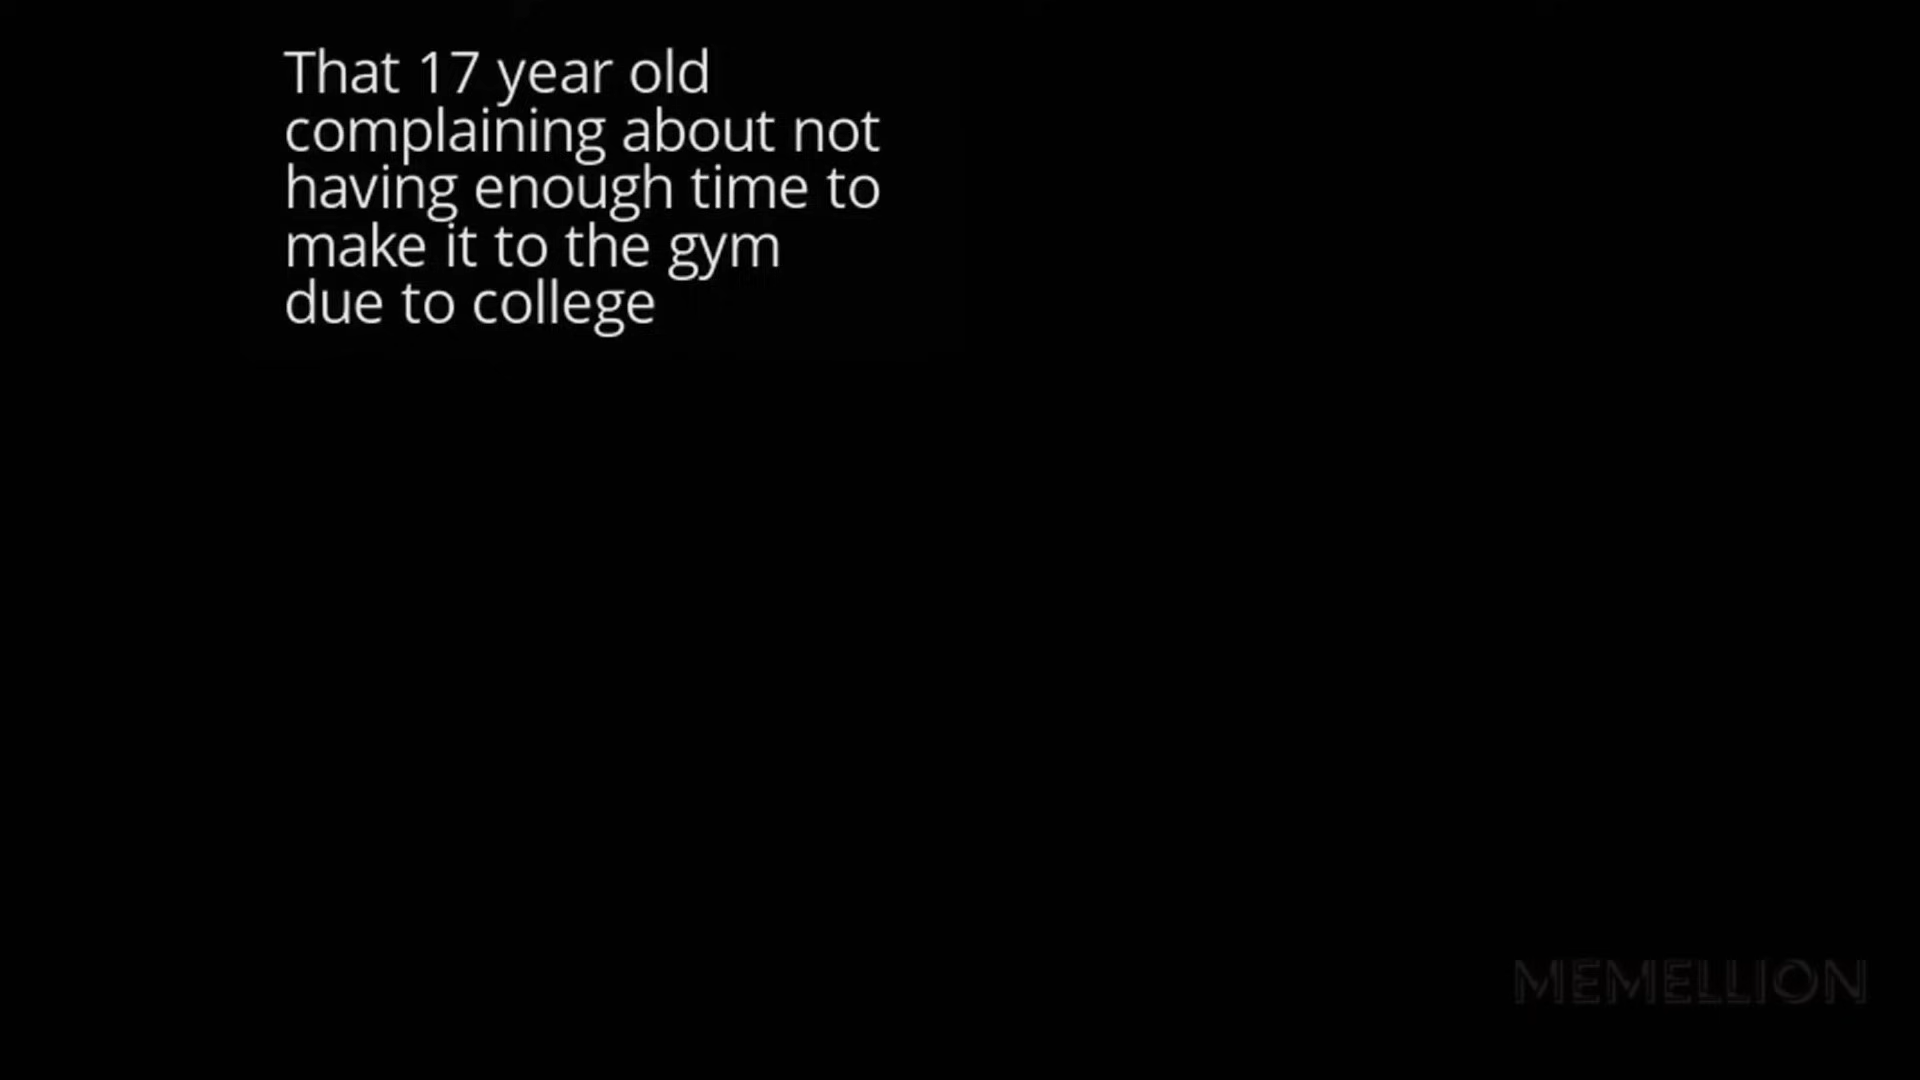 That 17 year old
complaining about not
having enough time to
make it to the gym
due to college
MEMELLION